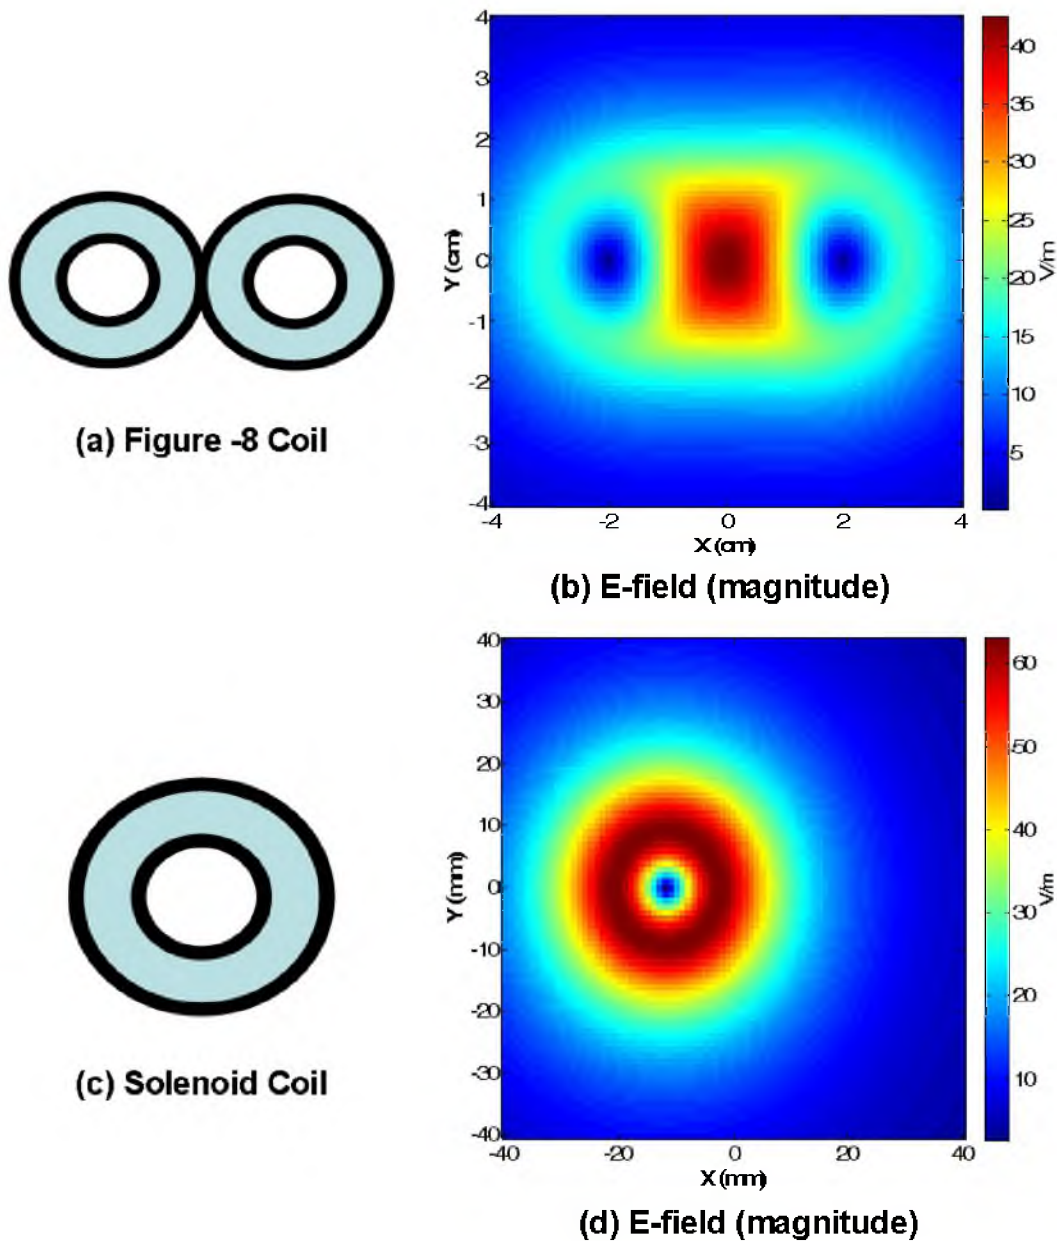 4
3
2
1
0
-1
-2
-3
-4
Y (cm)
-4 -2 0 2 4
X (cm)
40
35
30
25
20
15
10
5
V/m
(a) Figure -8 Coil
(b) E-field (magnitude)
40
30
20
10
0
-10
-20
-30
-40
Y (mm)
-40 -20 0 20 40
X (mm)
60
50
40
30
20
10
V/m
(c) Solenoid Coil
(d) E-field (magnitude)